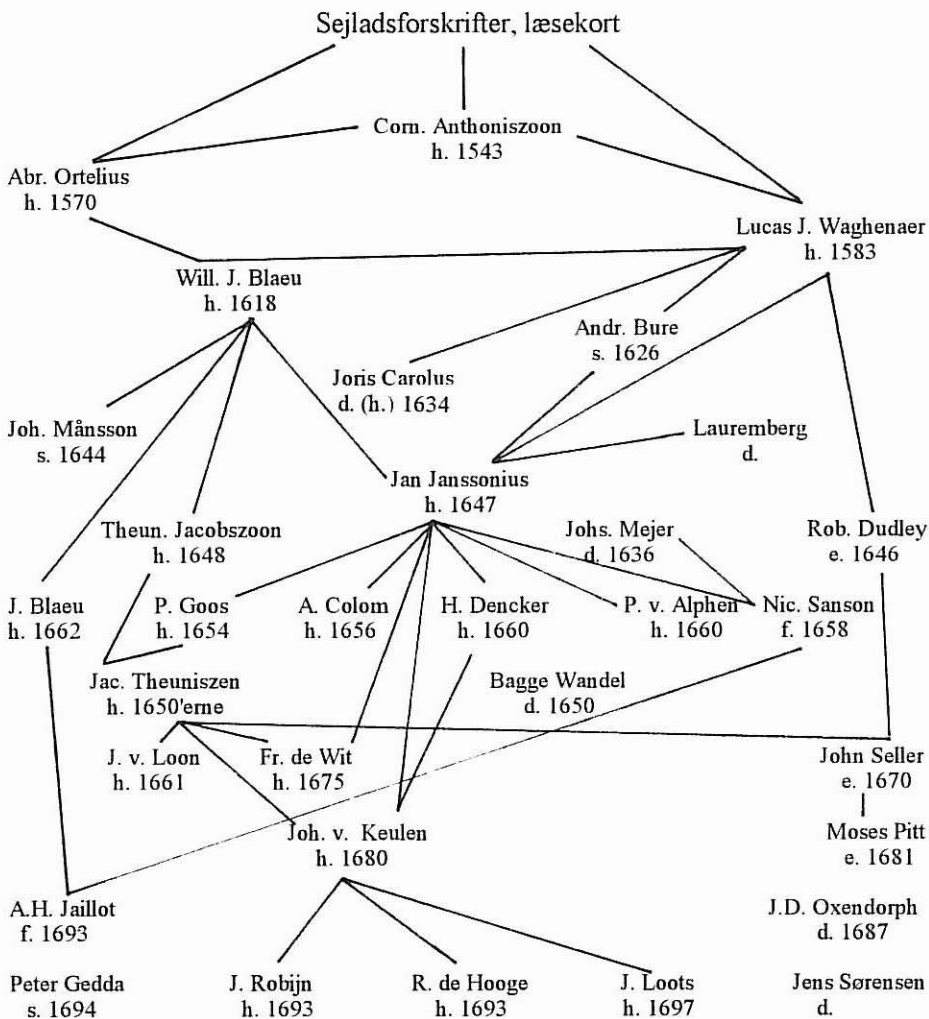 Sejladsforskrifter, læsekort
Corn. Anthoniszoon
h. 1543
Abr. Ortelius
h. 1570
Lucas J. Waghenaer
h. 1583
Will. J. Blaeu
h. 1618
Andr. Bure
s. 1626
Joris Carolus
d. (h.) 1634
Joh. Månsson
s. 1644
Lauremberg
d.
Jan Janssonius
h. 1647
Theun. Jacobszoon
h. 1648
Johs. Mejer
d. 1636
Rob. Dudley
e. 1646
J. Blaeu
h. 1662
P. Goos
h. 1654
A. Colom
h. 1656
H. Dencker
h. 1660
P. v. Alphen
h. 1660
Nic. Sanson
f. 1658
Jac. Theuniszen
h. 1650'erne
Bagge Wandel
d. 1650
J. v. Loon
h. 1661
Fr. de Wit
h. 1675
John Seller
e. 1670
Joh. v. Keulen
h. 1680
Moses Pitt
e. 1681
A.H. Jaillot
f. 1693
J.D. Oxendorph
d. 1687
Peter Gedda
s. 1694
J. Robijn
h. 1693
R. de Hooge
h. 1693
J. Loots
h. 1697
Jens Sørensen
d.